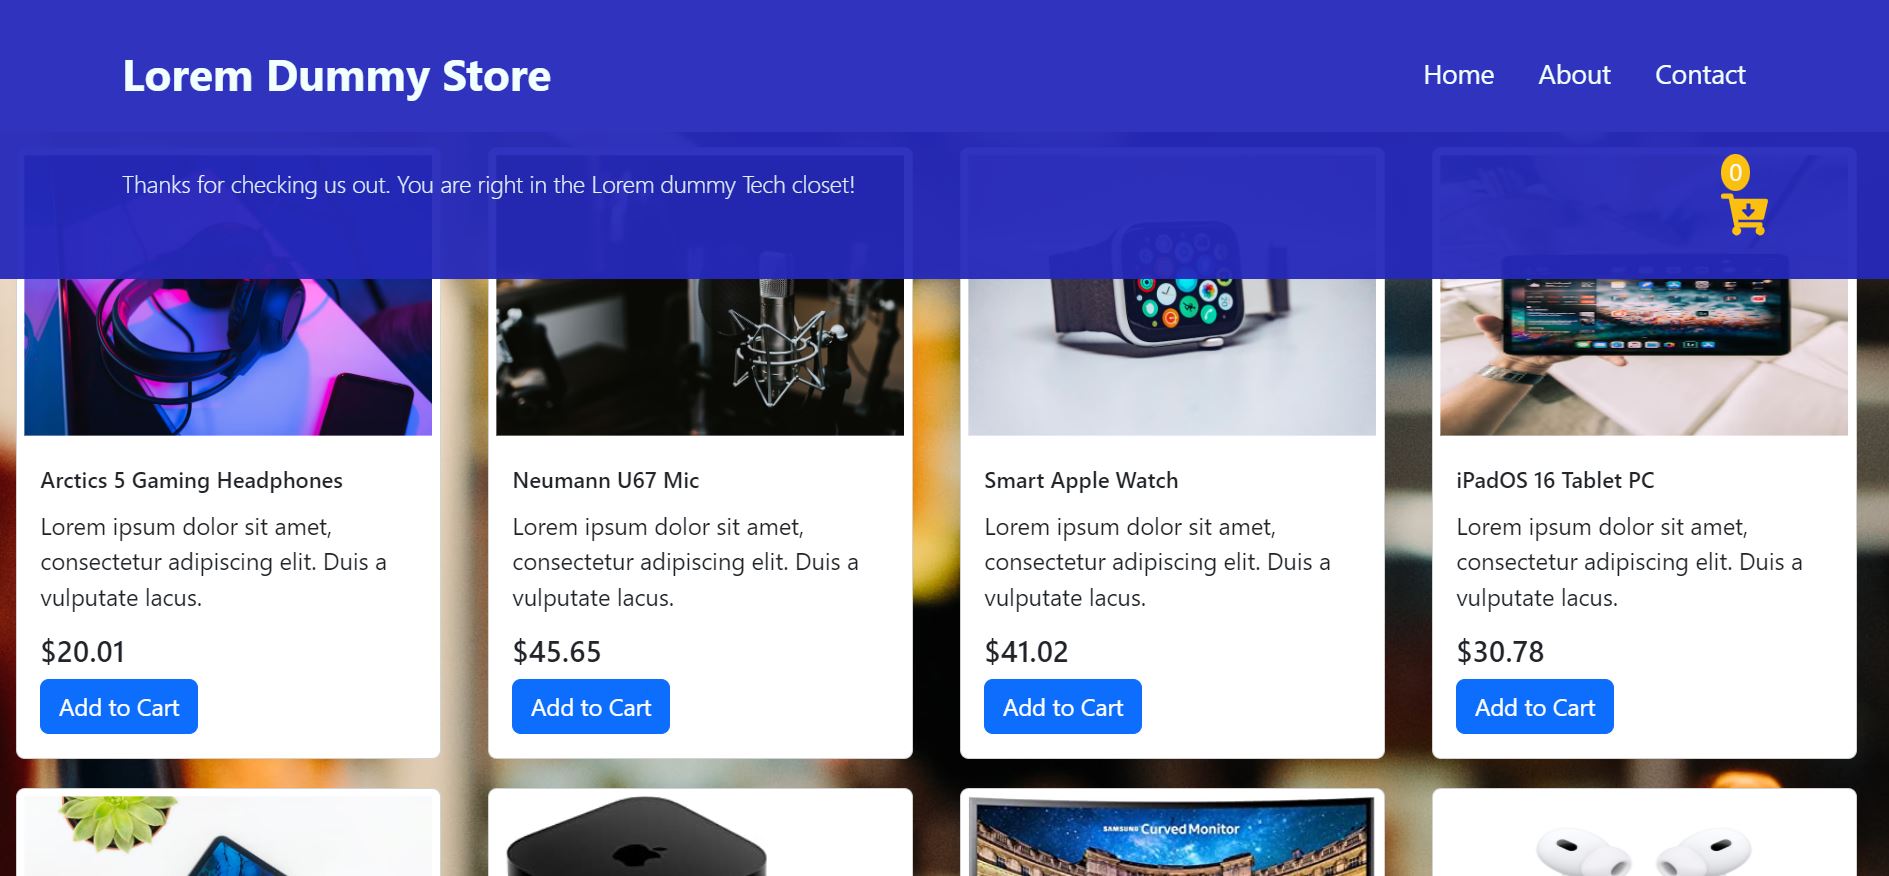 Lorem Dummy Store
Home About Contact
Thanks for checking us out. You are right in the Lorem dummy Tech closet!
0
Arctics 5 Gaming Headphones
Lorem ipsum dolor sit amet,
consectetur adipiscing elit. Duis a
vulputate lacus.
$20.01
Add to Cart
Neumann U67 Mic
Lorem ipsum dolor sit amet,
consectetur adipiscing elit. Duis a
vulputate lacus.
$45.65
Add to Cart
Smart Apple Watch
Lorem ipsum dolor sit amet,
consectetur adipiscing elit. Duis a
vulputate lacus.
$41.02
Add to Cart
iPadOS 16 Tablet PC
Lorem ipsum dolor sit amet,
consectetur adipiscing elit. Duis a
vulputate lacus.
$30.78
Add to Cart
SAMSUNG Curved Monitor